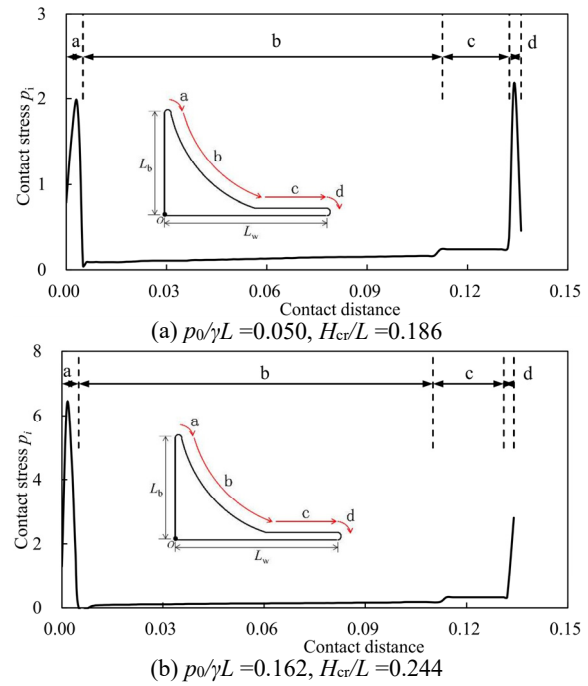 (a)
3
2
1
0
Contact stress pᵢ
a
b
c
d
a
b
c
d
L_b
o
L_w
0.00
0.03
0.06
0.09
0.12
0.15
Contact distance
(a) p₀/γL =0.050, H_cr/L =0.186
8
6
4
2
0
Contact stress pᵢ
a
b
c
d
a
b
c
d
L_b
o
L_w
0.00
0.03
0.06
0.09
0.12
0.15
Contact distance
(b) p₀/γL =0.162, H_cr/L =0.244